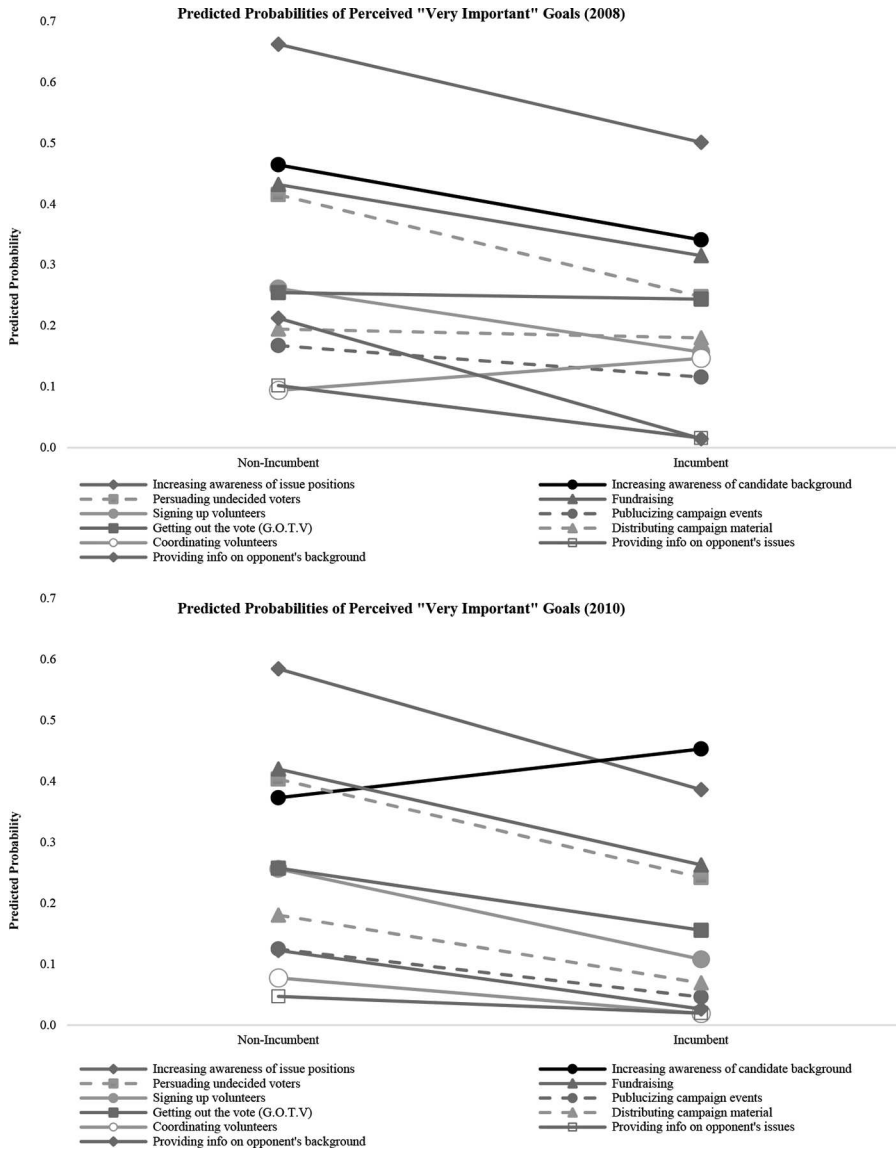 Predicted Probabilities of Perceived "Very Important" Goals (2008)
0.7
0.6
0.5
0.4
0.3
0.2
0.1
0.0
Predicted Probability
Non-Incumbent Incumbent
Increasing awareness of issue positions Increasing awareness of candidate background
Persuading undecided voters Fundraising
Signing up volunteers Publucizing campaign events
Getting out the vote (G.O.T.V) Distributing campaign material
Coordinating volunteers Providing info on opponent's issues
Providing info on opponent's background
Predicted Probabilities of Perceived "Very Important" Goals (2010)
0.7
0.6
0.5
0.4
0.3
0.2
0.1
0.0
Predicted Probability
Non-Incumbent Incumbent
Increasing awareness of issue positions Increasing awareness of candidate background
Persuading undecided voters Fundraising
Signing up volunteers Publucizing campaign events
Getting out the vote (G.O.T.V) Distributing campaign material
Coordinating volunteers Providing info on opponent's issues
Providing info on opponent's background